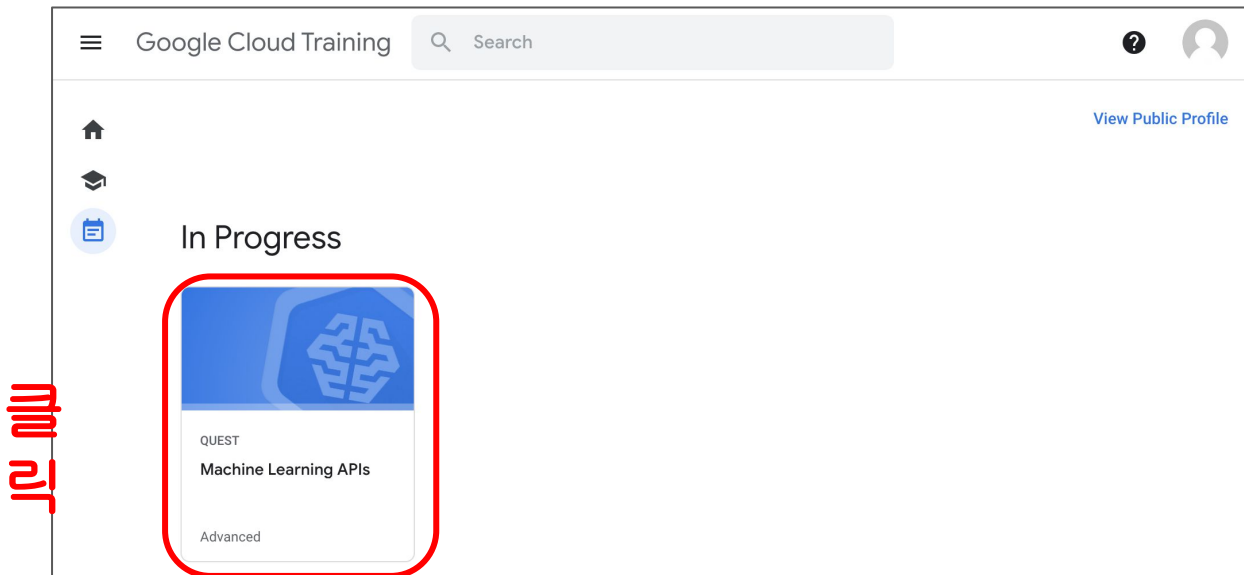 Google Cloud Training
Search
View Public Profile
In Progress
클릭
QUEST
Machine Learning APIs
Advanced